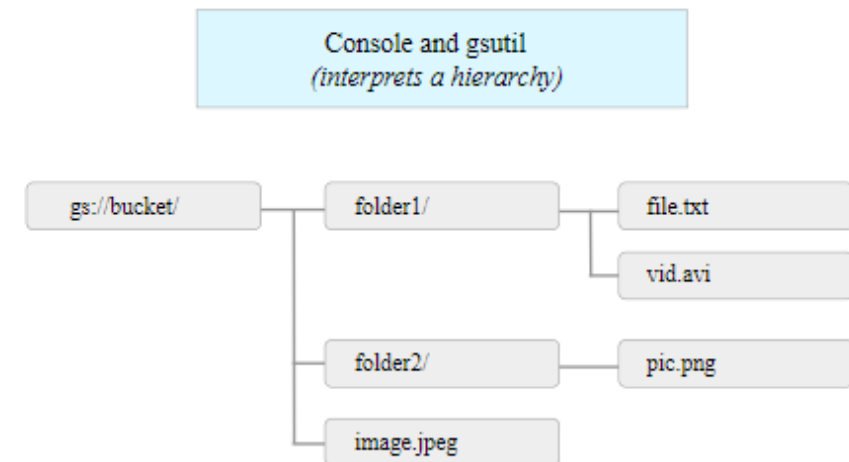 Console and gsutil
(interprets a hierarchy)
gs://bucket/
folder1/
file.txt
vid.avi
folder2/
pic.png
image.jpeg